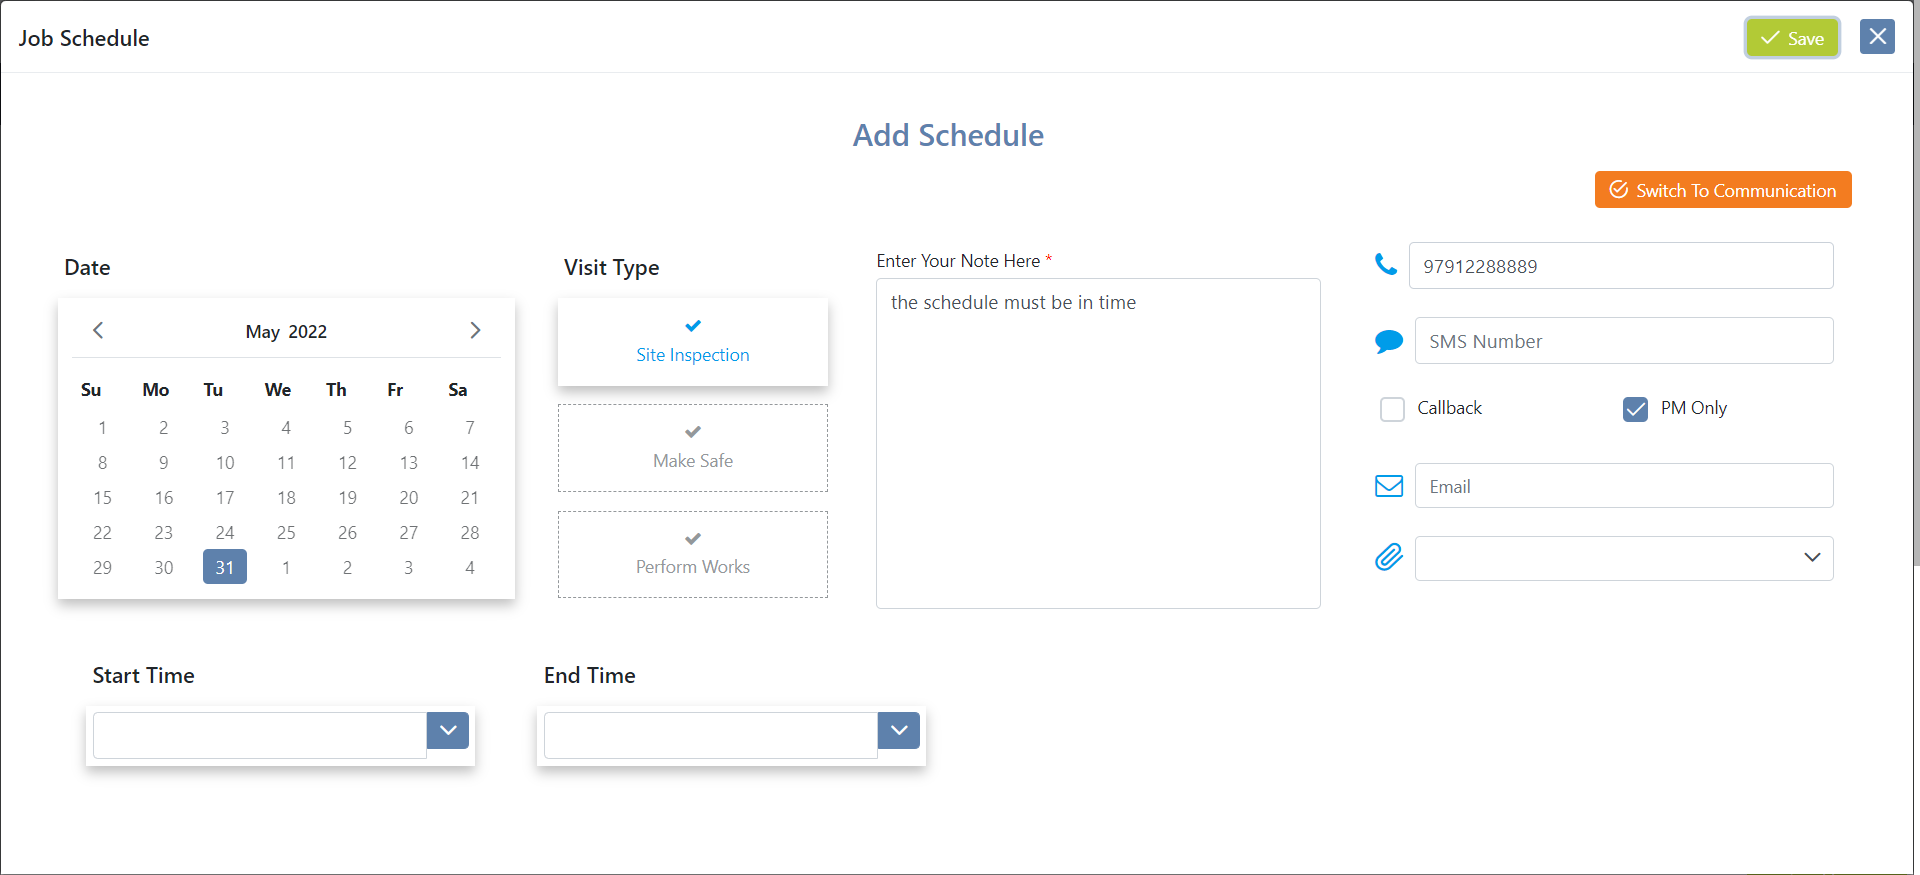 Job Schedule
Save
Add Schedule
Switch To Communication
Date
May 2022
Su Mo Tu We Th Fr Sa
1 2 3 4 5 6 7
8 9 10 11 12 13 14
15 16 17 18 19 20 21
22 23 24 25 26 27 28
29 30 31 1 2 3 4
Visit Type
Site Inspection
Make Safe
Perform Works
Enter Your Note Here *
the schedule must be in time
97912288889
SMS Number
Callback
PM Only
Email
Start Time
End Time